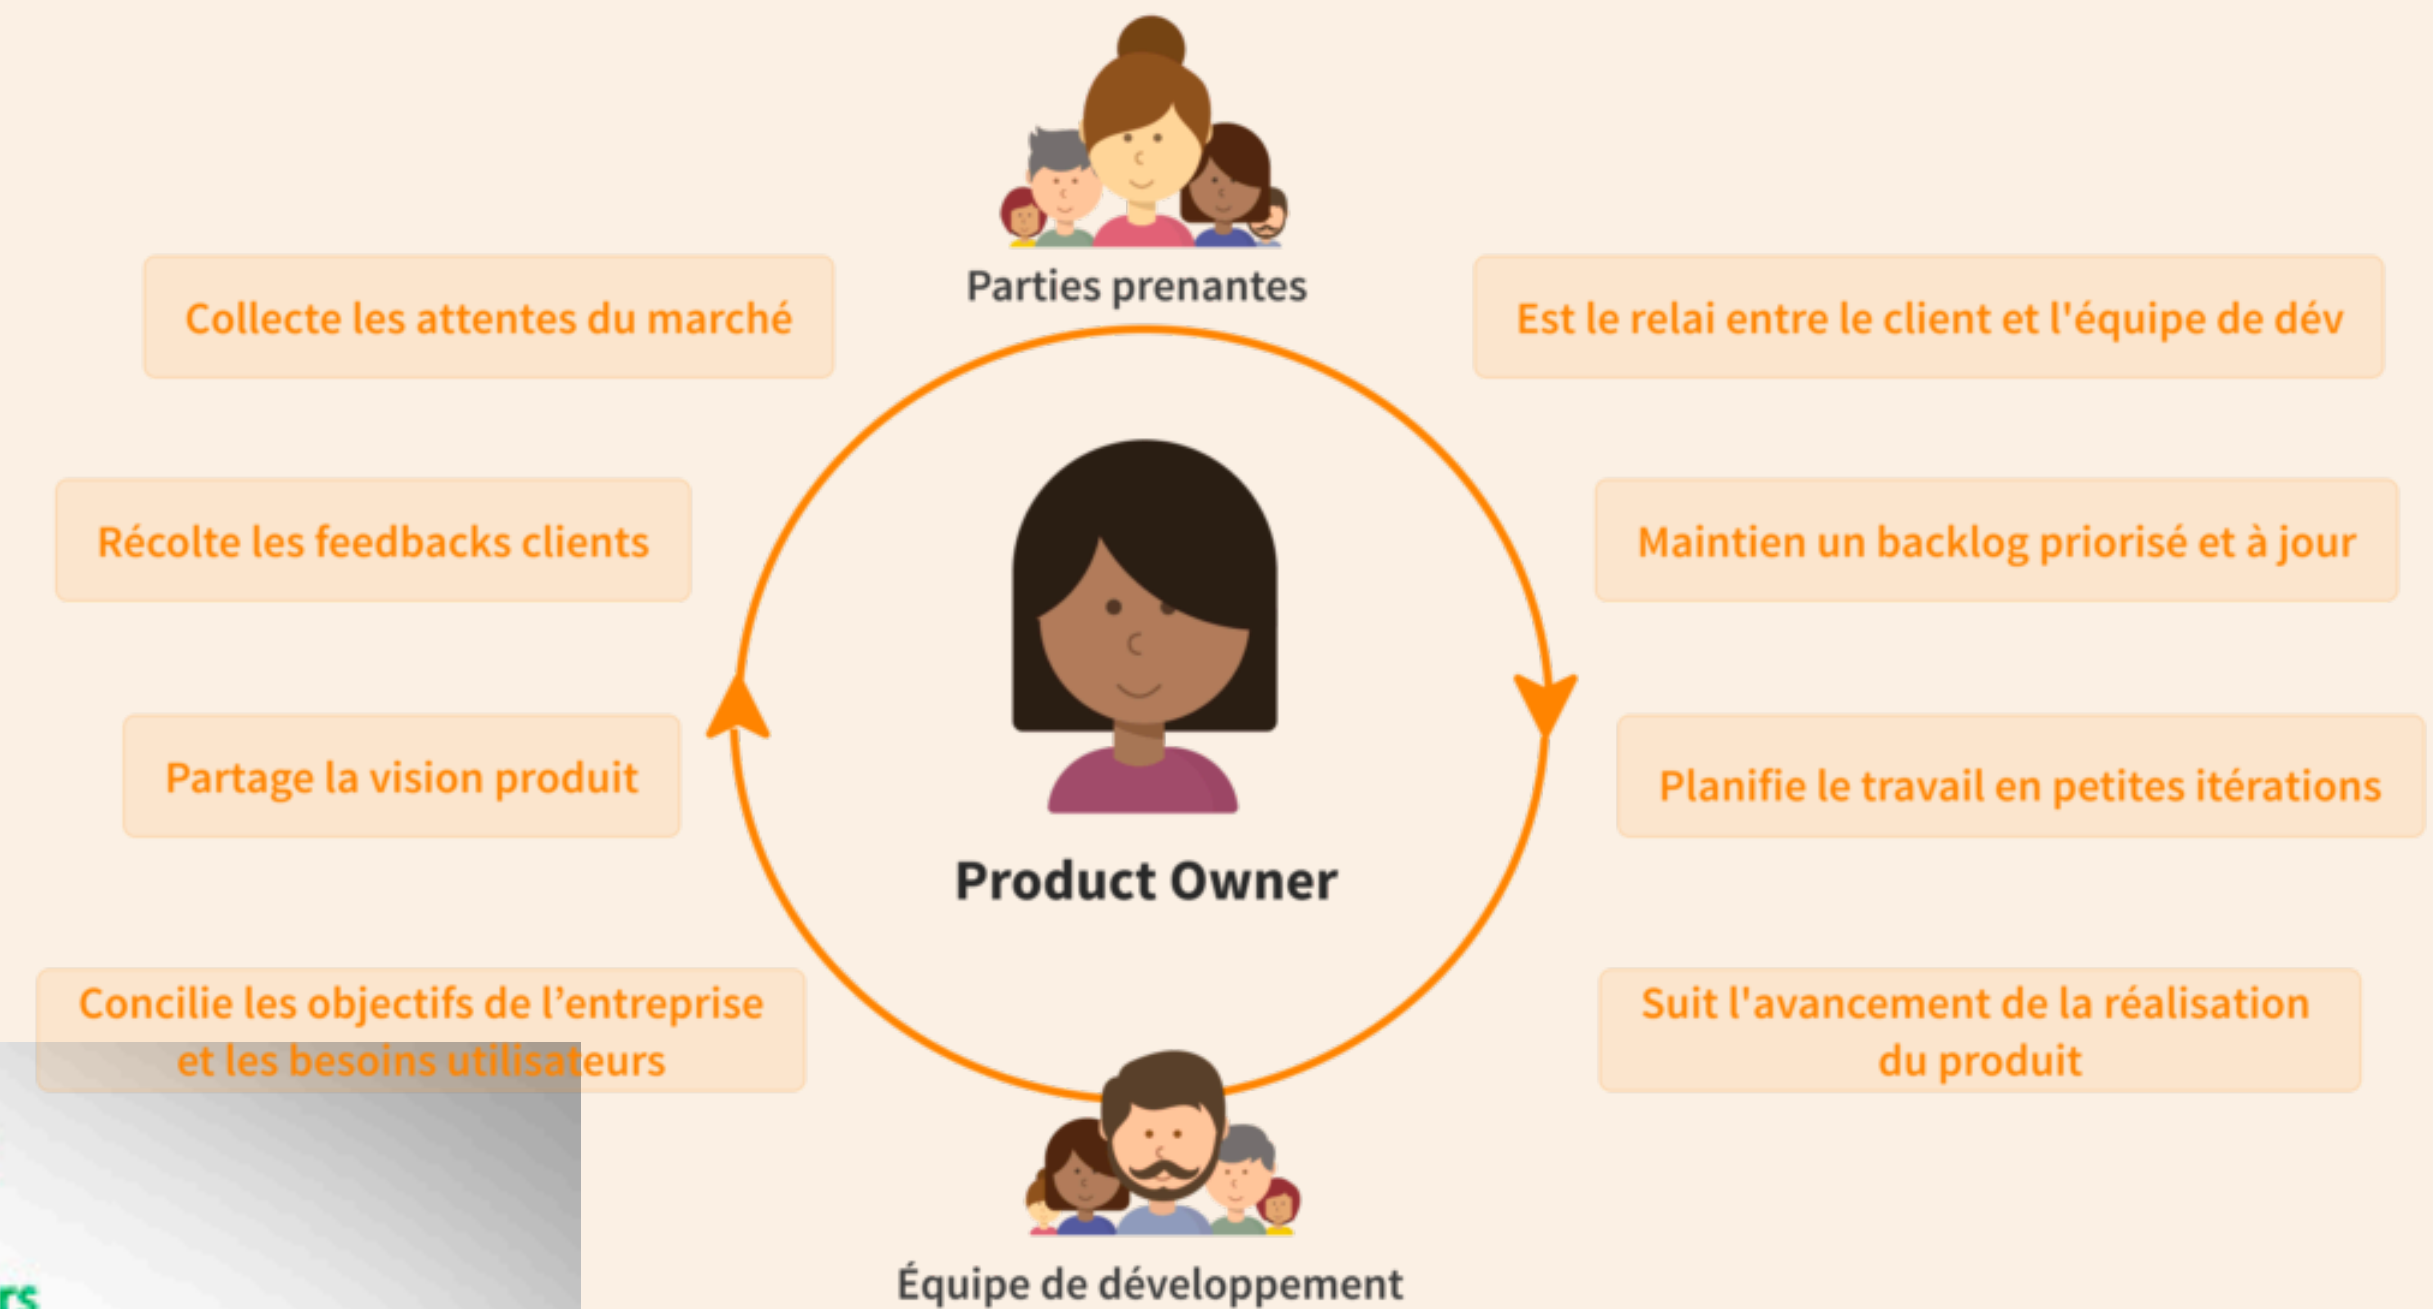 Parties prenantes
Collecte les attentes du marché
Est le relai entre le client et l'équipe de dév
Récolte les feedbacks clients
Maintien un backlog priorisé et à jour
Partage la vision produit
Planifie le travail en petites itérations
Product Owner
Concilie les objectifs de l’entreprise
et les besoins utilisateurs
Suit l'avancement de la réalisation
du produit
Équipe de développement
rs